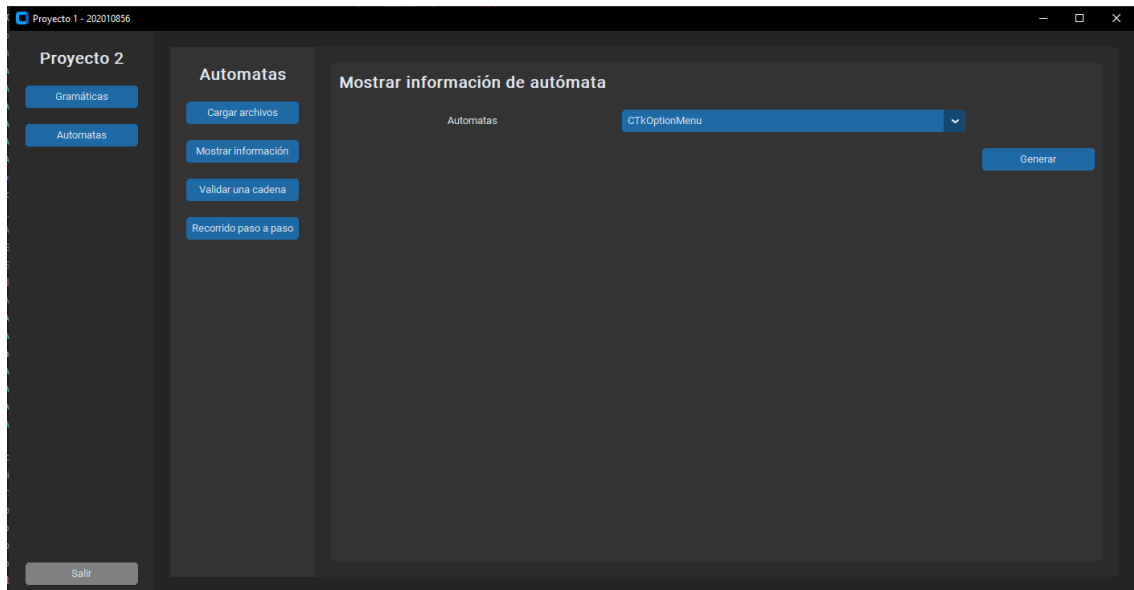 Proyecto 1 - 202010856
Proyecto 2
Gramáticas
Automatas
Salir
Automatas
Cargar archivos
Mostrar información
Validar una cadena
Recorrido paso a paso
Mostrar información de autómata
Automatas
CTkOptionMenu
Generar